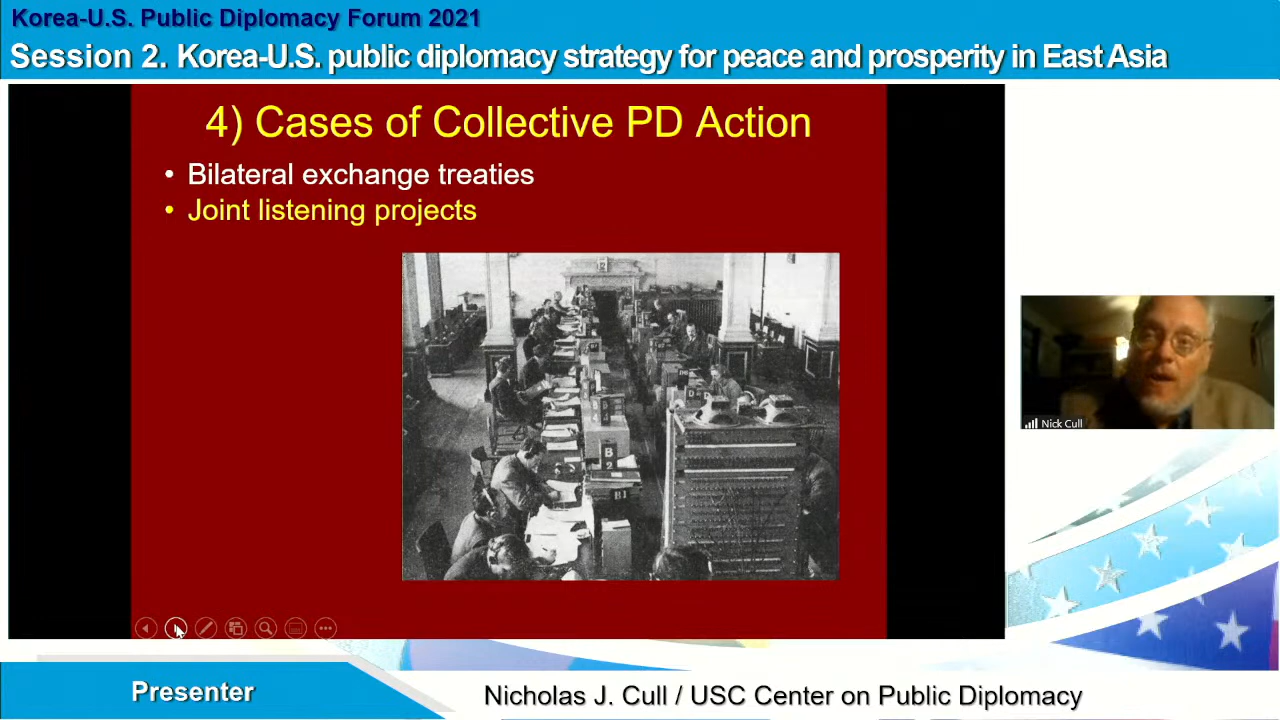 Korea-U.S. Public Diplomacy Forum 2021
Session 2. Korea-U.S. public diplomacy strategy for peace and prosperity in East Asia
4) Cases of Collective PD Action
• Bilateral exchange treaties
• Joint listening projects
B
2
B1
Nick Cull
Presenter
Nicholas J. Cull / USC Center on Public Diplomacy